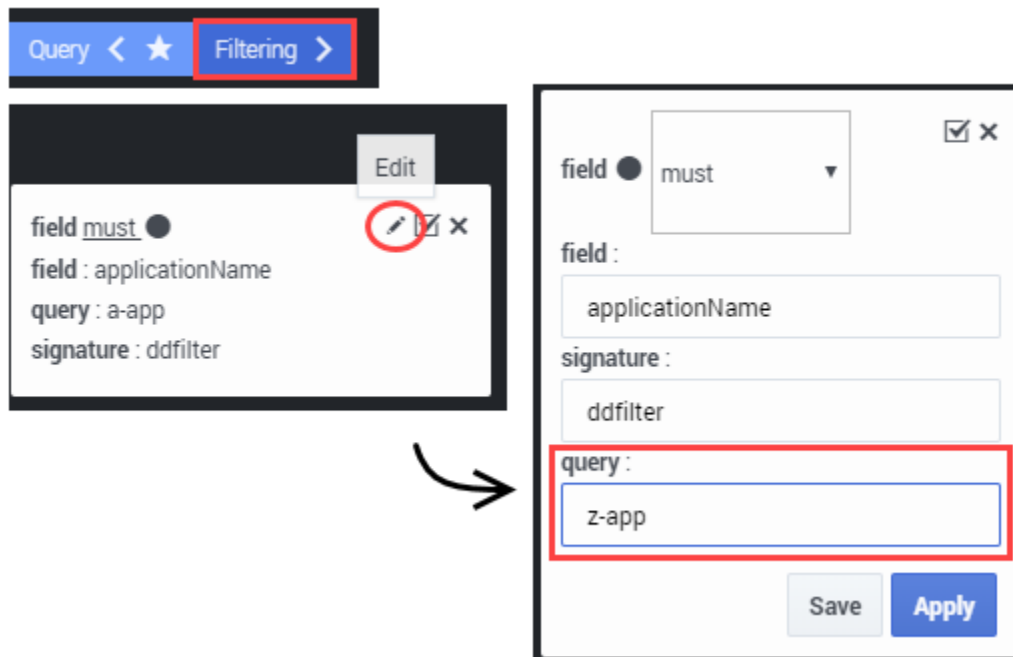 Query Filtering
Edit
field must
field : applicationName
query : a-app
signature : ddfilter
field must
field :
applicationName
signature :
ddfilter
query :
z-app
Save Apply